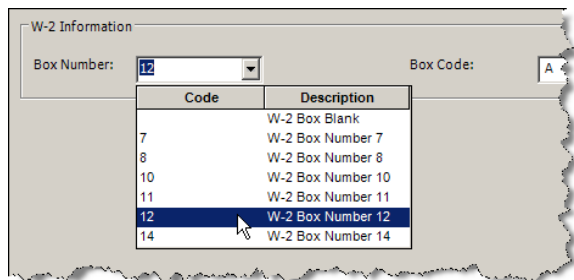 W-2 Information
Box Number: 12 Box Code: A
Code Description
W-2 Box Blank
7 W-2 Box Number 7
8 W-2 Box Number 8
10 W-2 Box Number 10
11 W-2 Box Number 11
12 W-2 Box Number 12
14 W-2 Box Number 14